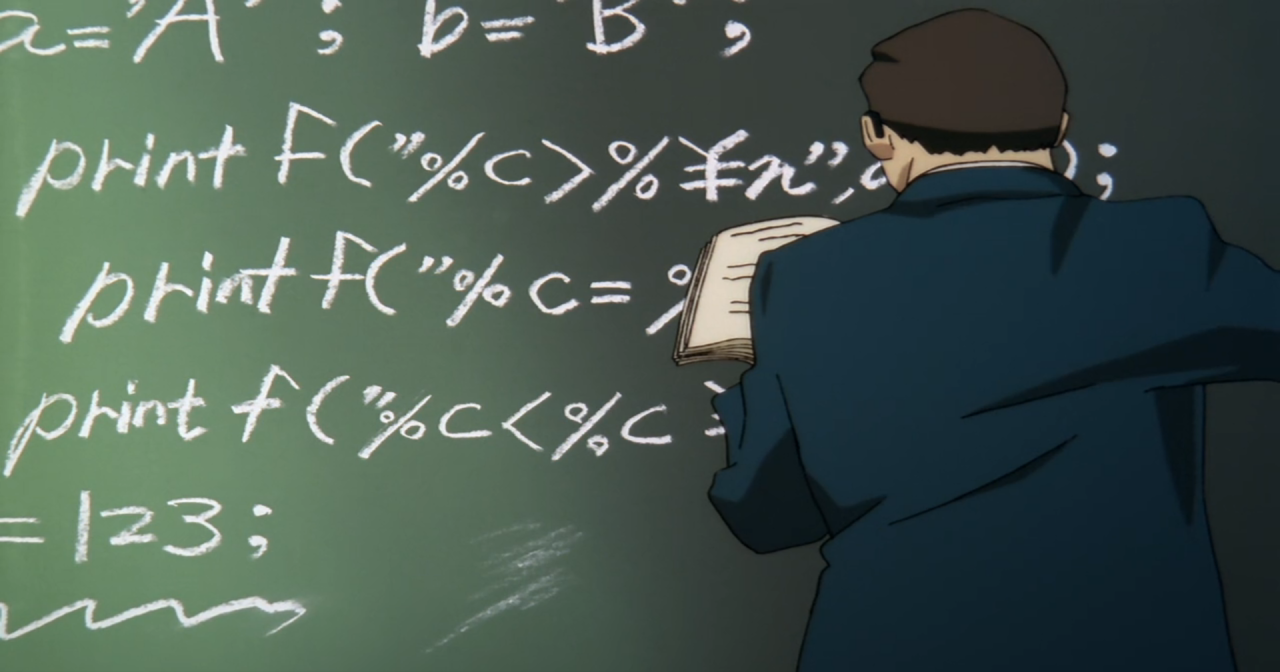 a='A' ; b='B' ;
printf("%c>%¥n", );
printf("%c=
printf("%c<%c
=123;